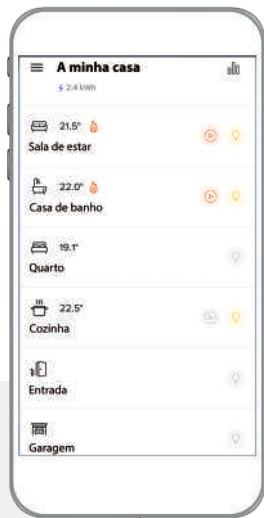 A minha casa
2.4 kWh
21.5°
Sala de estar
22.0°
Casa de banho
19.1°
Quarto
22.5°
Cozinha
Entrada
Garagem